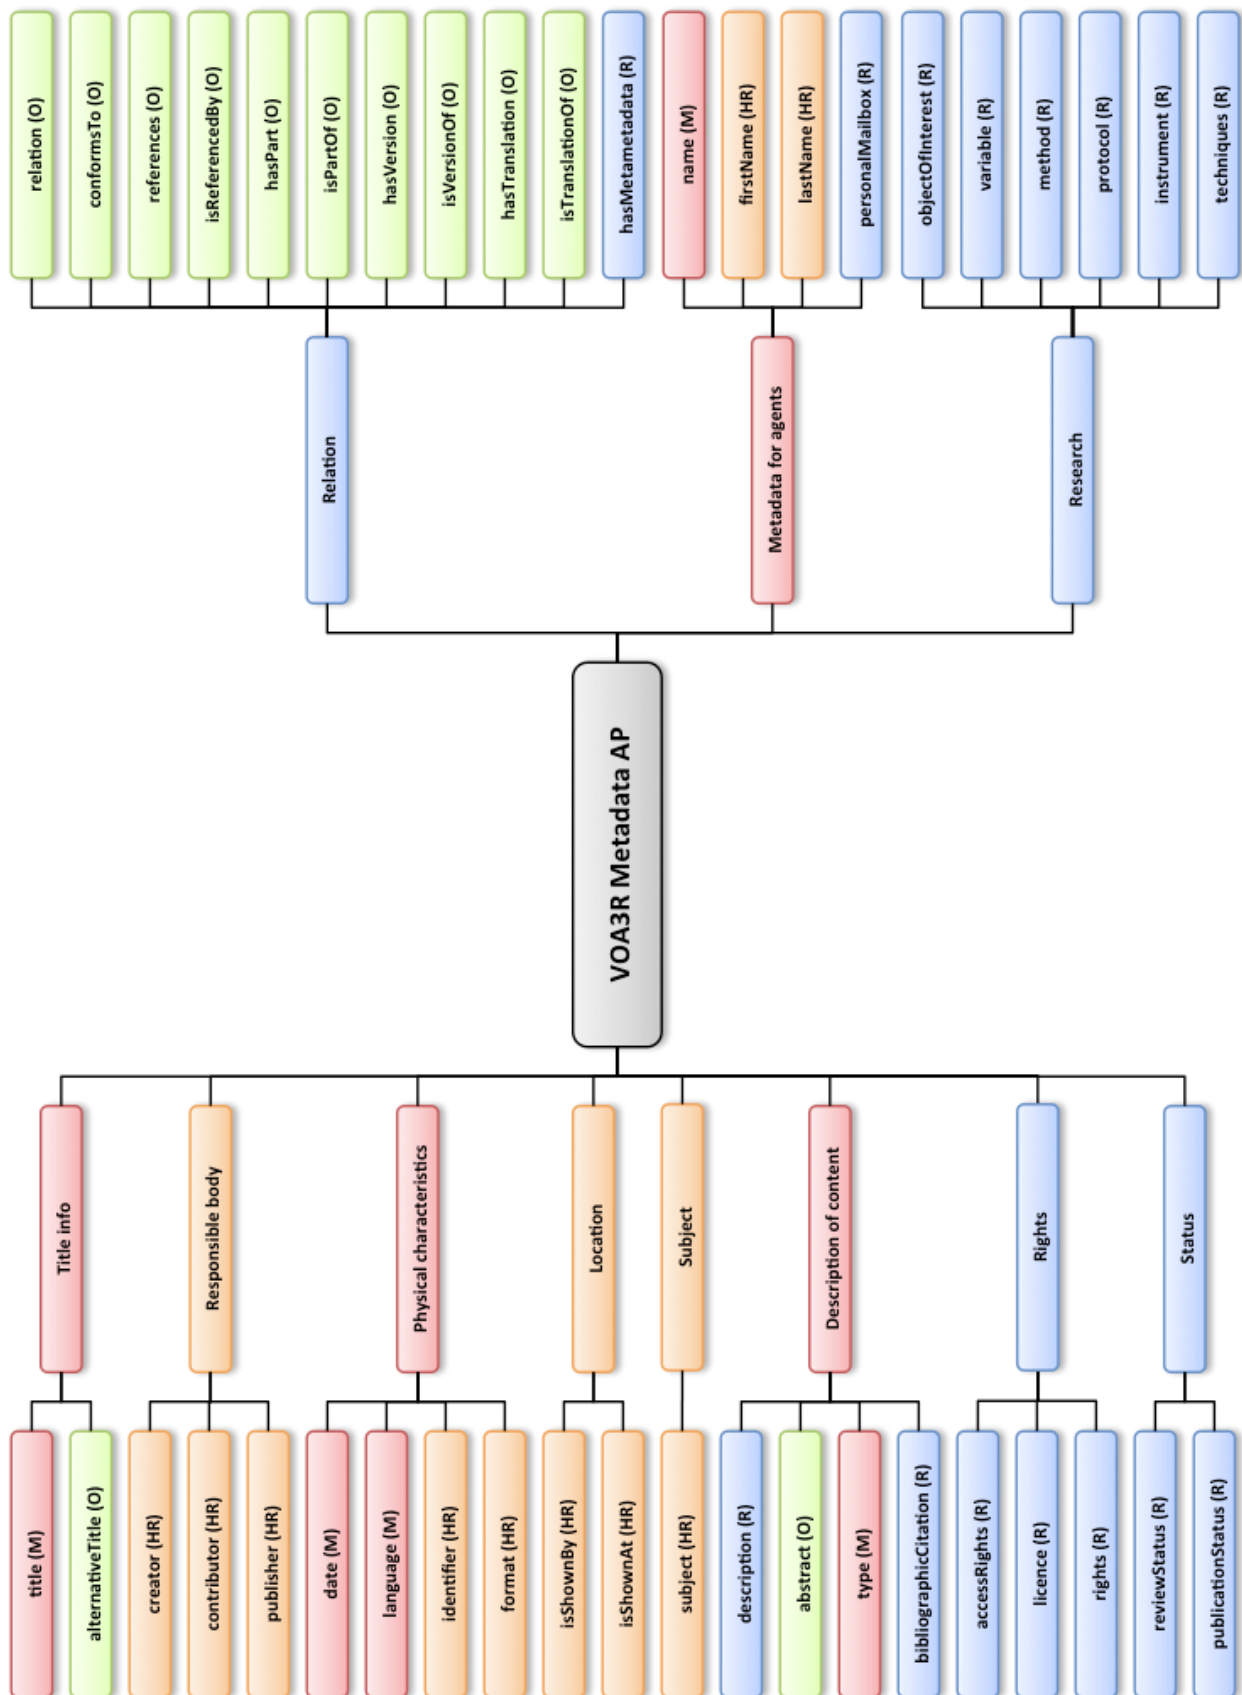 relation (O)
conformsTo (O)
references (O)
isReferencedBy (O)
hasPart (O)
isPartOf (O)
hasVersion (O)
isVersionOf (O)
hasTranslation (O)
isTranslationOf (O)
hasMetametadata (R)
name (M)
firstName (HR)
lastName (HR)
personalMailbox (R)
objectOfInterest (R)
variable (R)
method (R)
protocol (R)
instrument (R)
techniques (R)
Relation
Metadata for agents
Research
VOA3R Metadata AP
Title info
Responsible body
Physical characteristics
Location
Subject
Description of content
Rights
Status
title (M)
alternativeTitle (O)
creator (HR)
contributor (HR)
publisher (HR)
date (M)
language (M)
identifier (HR)
format (HR)
isShownBy (HR)
isShownAt (HR)
subject (HR)
description (R)
abstract (O)
type (M)
bibliographicCitation (R)
accessRights (R)
licence (R)
rights (R)
reviewStatus (R)
publicationStatus (R)